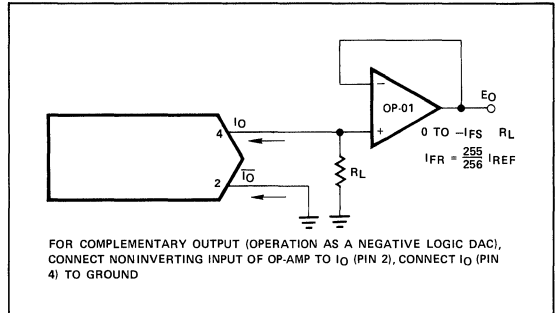 EO
OP-01
− 
+
0 TO −IFS RL
IFR = 255/256 IREF
4 IO
2 IO
RL
FOR COMPLEMENTARY OUTPUT (OPERATION AS A NEGATIVE LOGIC DAC),
CONNECT NONINVERTING INPUT OF OP-AMP TO IO (PIN 2), CONNECT IO (PIN
4) TO GROUND